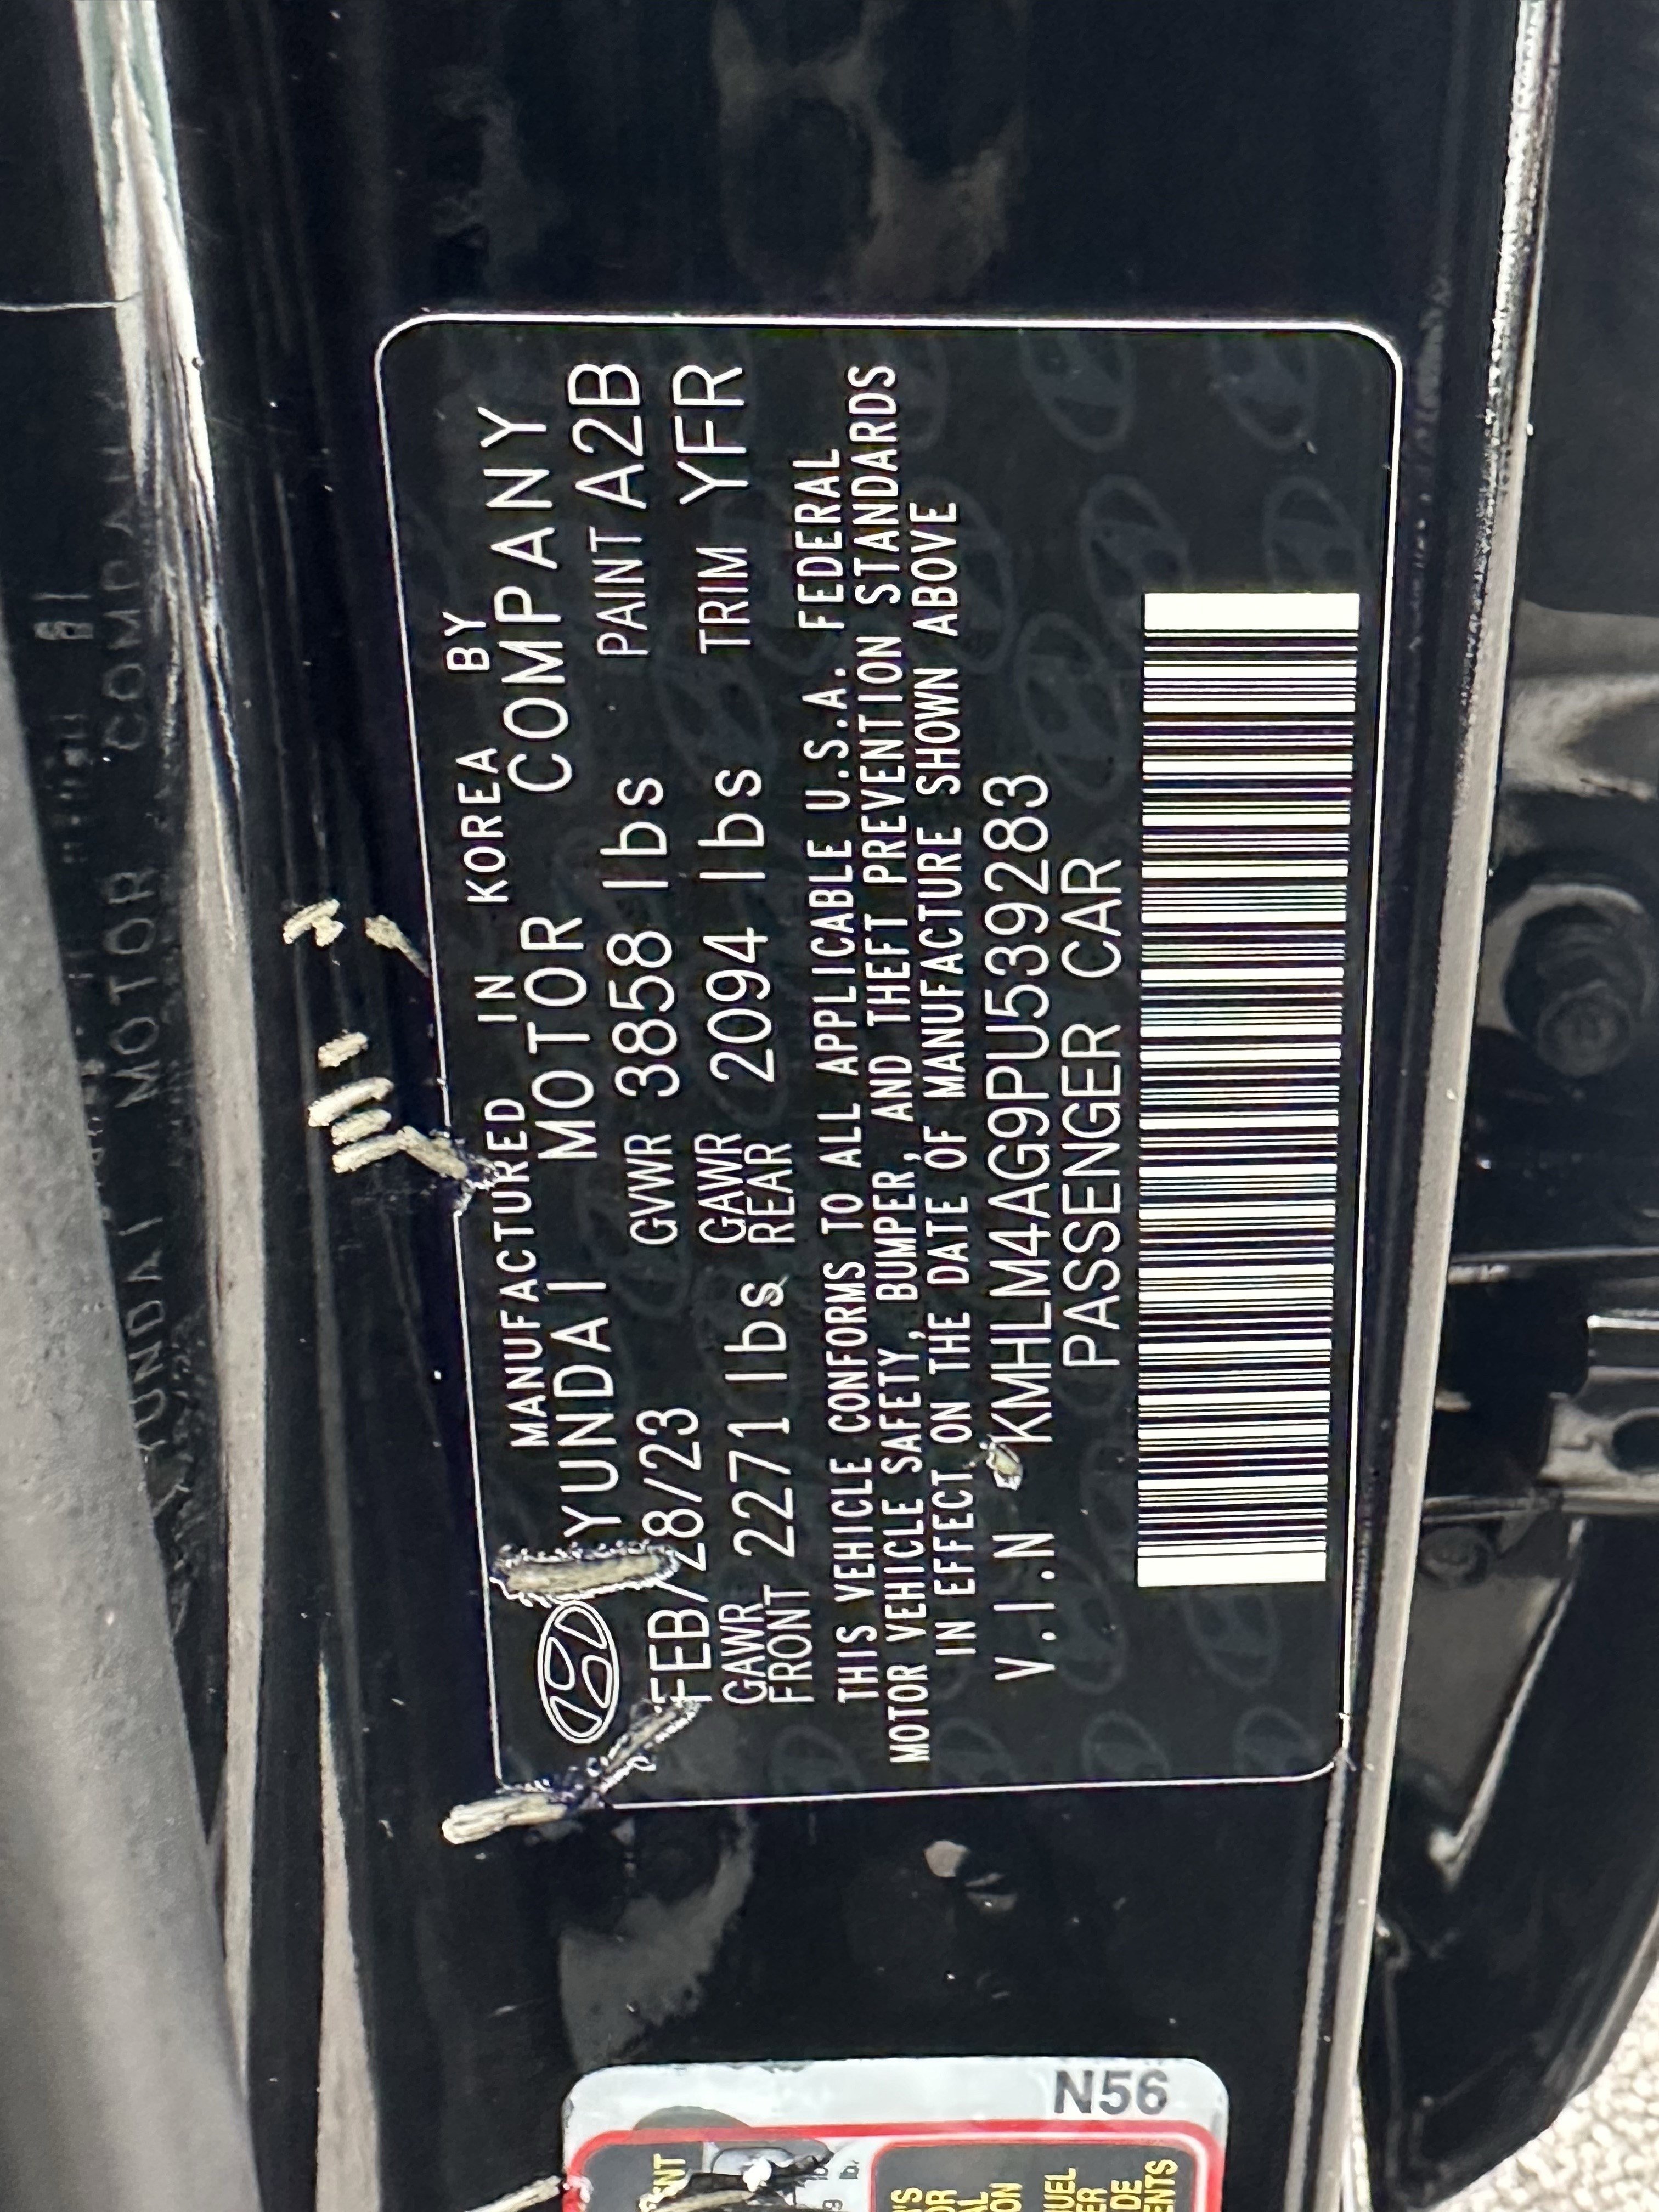 MANUFACTURED IN KOREA BY
HYUNDAI MOTOR COMPANY
FEB/28/23 GVWR 3858 lbs PAINT A2B
GAWR FRONT 2271 lbs GAWR REAR 2094 lbs TRIM YFR
THIS VEHICLE CONFORMS TO ALL APPLICABLE U.S.A. FEDERAL
MOTOR VEHICLE SAFETY, BUMPER, AND THEFT PREVENTION STANDARDS
IN EFFECT ON THE DATE OF MANUFACTURE SHOWN ABOVE
V.I.N KMHLM4AG9PU539283
PASSENGER CAR
N56